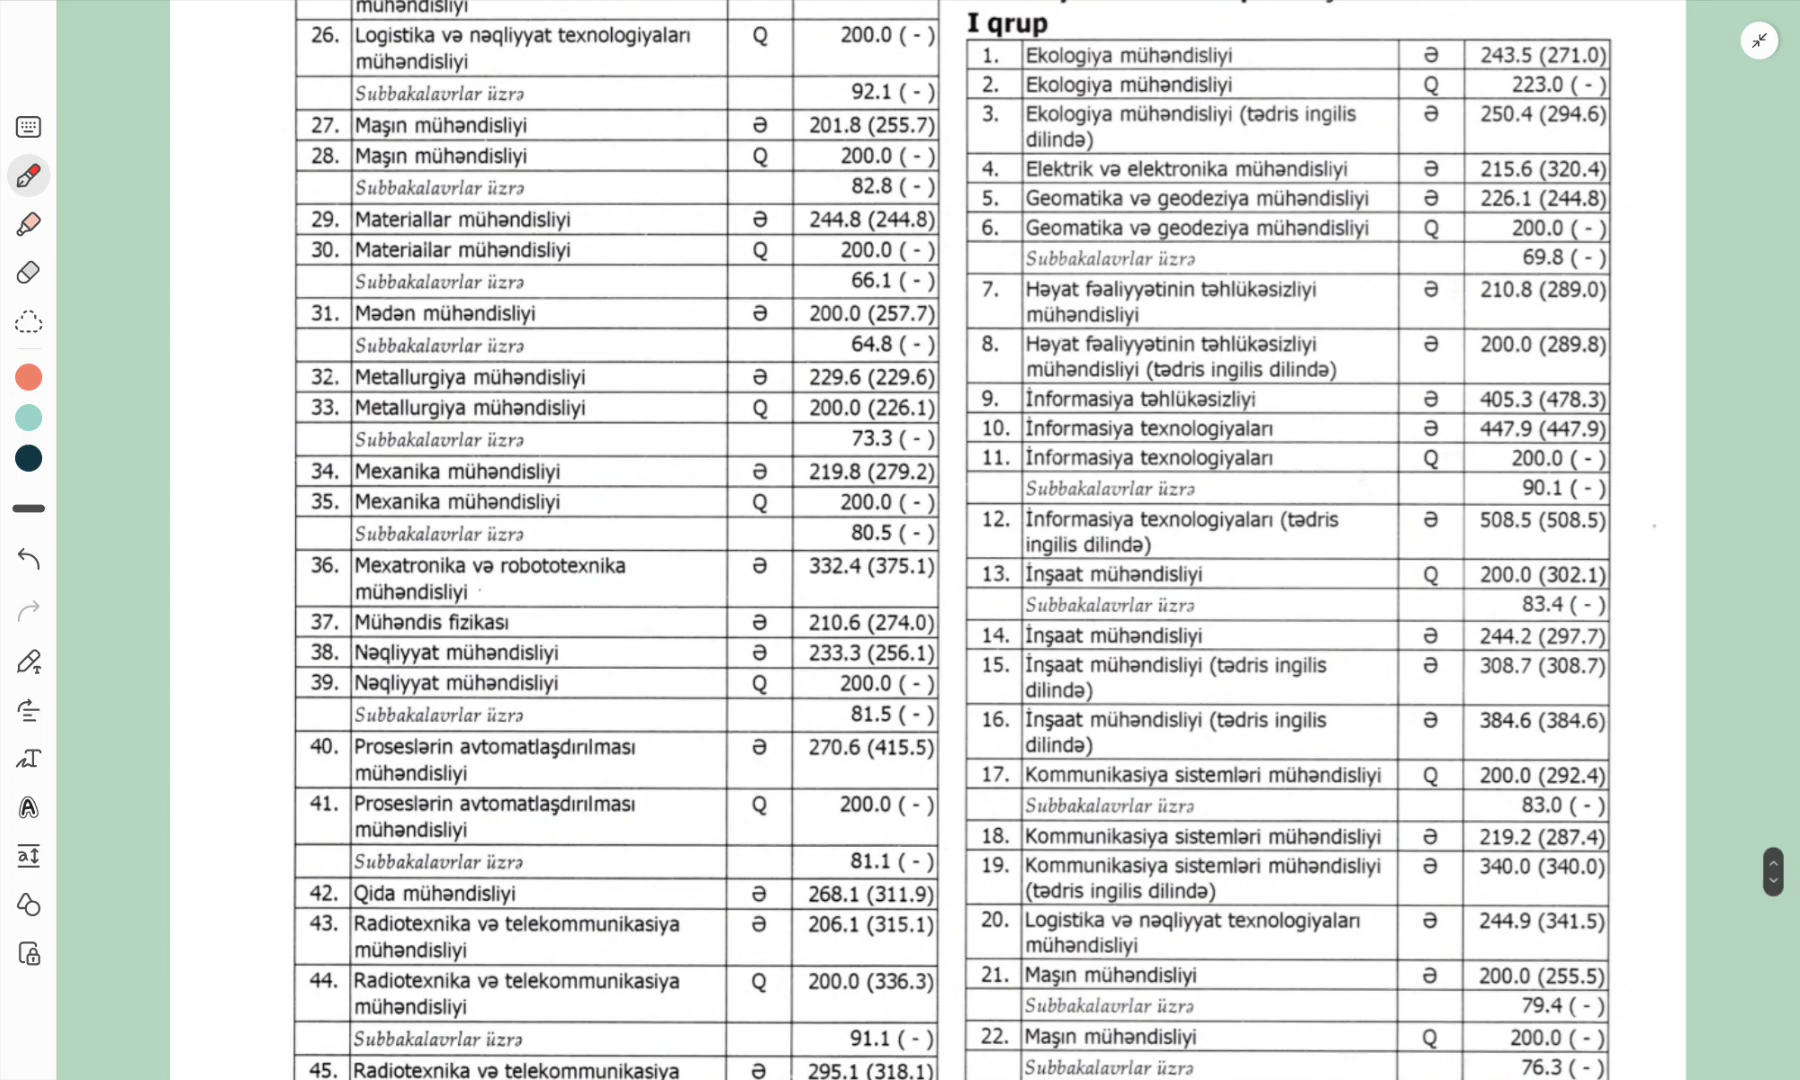 mühəndisliyi
26. Logistika və nəqliyyat texnologiyaları Q 200.0 ( - )
mühəndisliyi
Subbakalavrlar üzrə 92.1 ( - )
27. Maşın mühəndisliyi Ə 201.8 (255.7)
28. Maşın mühəndisliyi Q 200.0 ( - )
Subbakalavrlar üzrə 82.8 ( - )
29. Materiallar mühəndisliyi Ə 244.8 (244.8)
30. Materiallar mühəndisliyi Q 200.0 ( - )
Subbakalavrlar üzrə 66.1 ( - )
31. Mədən mühəndisliyi Ə 200.0 (257.7)
Subbakalavrlar üzrə 64.8 ( - )
32. Metallurgiya mühəndisliyi Ə 229.6 (229.6)
33. Metallurgiya mühəndisliyi Q 200.0 (226.1)
Subbakalavrlar üzrə 73.3 ( - )
34. Mexanika mühəndisliyi Ə 219.8 (279.2)
35. Mexanika mühəndisliyi Q 200.0 ( - )
Subbakalavrlar üzrə 80.5 ( - )
36. Mexatronika və robototexnika Ə 332.4 (375.1)
mühəndisliyi
37. Mühəndis fizikası Ə 210.6 (274.0)
38. Nəqliyyat mühəndisliyi Ə 233.3 (256.1)
39. Nəqliyyat mühəndisliyi Q 200.0 ( - )
Subbakalavrlar üzrə 81.5 ( - )
40. Proseslərin avtomatlaşdırılması Ə 270.6 (415.5)
mühəndisliyi
41. Proseslərin avtomatlaşdırılması Q 200.0 ( - )
mühəndisliyi
Subbakalavrlar üzrə 81.1 ( - )
42. Qida mühəndisliyi Ə 268.1 (311.9)
43. Radiotexnika və telekommunikasiya Ə 206.1 (315.1)
mühəndisliyi
44. Radiotexnika və telekommunikasiya Q 200.0 (336.3)
mühəndisliyi
Subbakalavrlar üzrə 91.1 ( - )
45. Radiotexnika və telekommunikasiya Ə 295.1 (318.1)
I qrup
1. Ekologiya mühəndisliyi Ə 243.5 (271.0)
2. Ekologiya mühəndisliyi Q 223.0 ( - )
3. Ekologiya mühəndisliyi (tədris ingilis Ə 250.4 (294.6)
dilində)
4. Elektrik və elektronika mühəndisliyi Ə 215.6 (320.4)
5. Geomatika və geodeziya mühəndisliyi Ə 226.1 (244.8)
6. Geomatika və geodeziya mühəndisliyi Q 200.0 ( - )
Subbakalavrlar üzrə 69.8 ( - )
7. Həyat fəaliyyətinin təhlükəsizliyi Ə 210.8 (289.0)
mühəndisliyi
8. Həyat fəaliyyətinin təhlükəsizliyi Ə 200.0 (289.8)
mühəndisliyi (tədris ingilis dilində)
9. İnformasiya təhlükəsizliyi Ə 405.3 (478.3)
10. İnformasiya texnologiyaları Ə 447.9 (447.9)
11. İnformasiya texnologiyaları Q 200.0 ( - )
Subbakalavrlar üzrə 90.1 ( - )
12. İnformasiya texnologiyaları (tədris Ə 508.5 (508.5)
ingilis dilində)
13. İnşaat mühəndisliyi Q 200.0 (302.1)
Subbakalavrlar üzrə 83.4 ( - )
14. İnşaat mühəndisliyi Ə 244.2 (297.7)
15. İnşaat mühəndisliyi (tədris ingilis Ə 308.7 (308.7)
dilində)
16. İnşaat mühəndisliyi (tədris ingilis Ə 384.6 (384.6)
dilində)
17. Kommunikasiya sistemləri mühəndisliyi Q 200.0 (292.4)
Subbakalavrlar üzrə 83.0 ( - )
18. Kommunikasiya sistemləri mühəndisliyi Ə 219.2 (287.4)
19. Kommunikasiya sistemləri mühəndisliyi Ə 340.0 (340.0)
(tədris ingilis dilində)
20. Logistika və nəqliyyat texnologiyaları Ə 244.9 (341.5)
mühəndisliyi
21. Maşın mühəndisliyi Ə 200.0 (255.5)
Subbakalavrlar üzrə 79.4 ( - )
22. Maşın mühəndisliyi Q 200.0 ( - )
Subbakalavrlar üzrə 76.3 ( - )